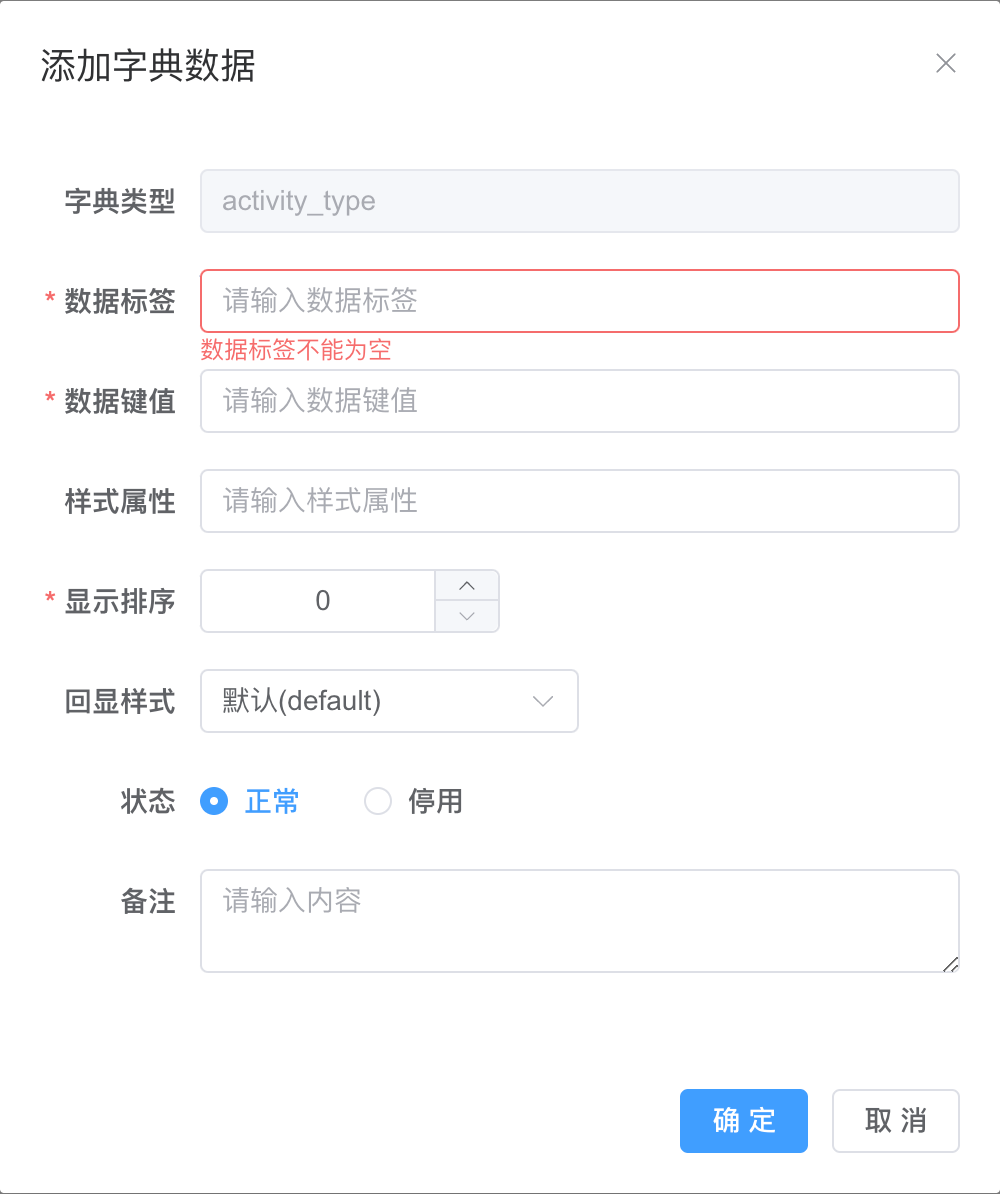 添加字典数据
字典类型 activity_type
* 数据标签 请输入数据标签
数据标签不能为空
* 数据键值 请输入数据键值
样式属性 请输入样式属性
* 显示排序 0
回显样式 默认(default)
状态 正常 停用
备注 请输入内容
确 定 取 消